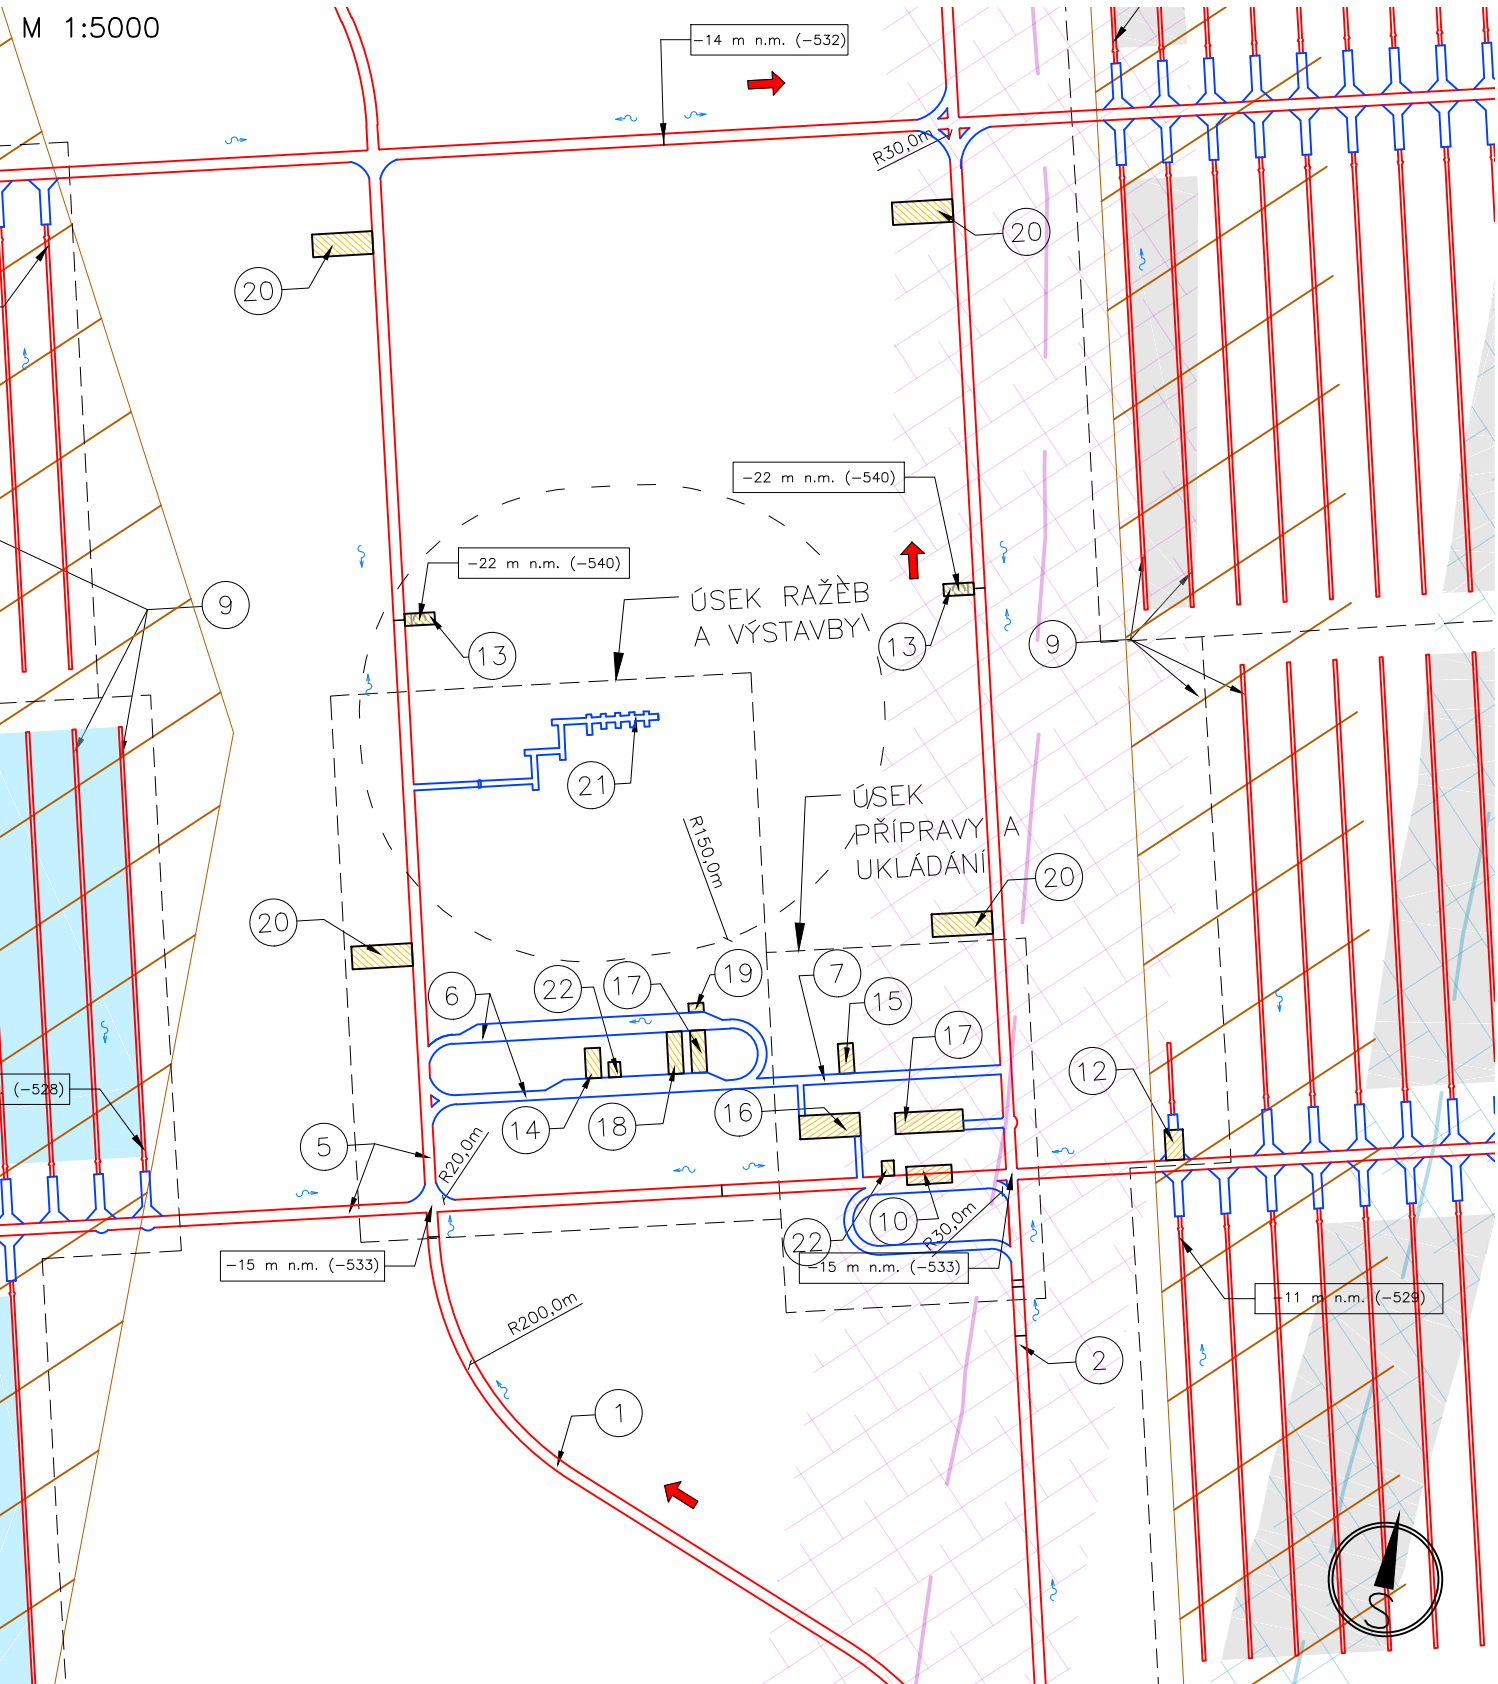 M 1:5000
-14 m n.m. (-532)
R30,0m
20
20
-22 m n.m. (-540)
-22 m n.m. (-540)
ÚSEK RAŽEB
A VÝSTAVBY
9
13
13
9
21
ÚSEK
PŘÍPRAVY A
UKLÁDÁNÍ
R150,0m
20
20
6
22
17
19
7
15
17
(-528)
12
14
18
16
5
R20,0m
10
22
R30,0m
-15 m n.m. (-533)
-15 m n.m. (-533)
-11 m n.m. (-529)
R200,0m
2
1
S